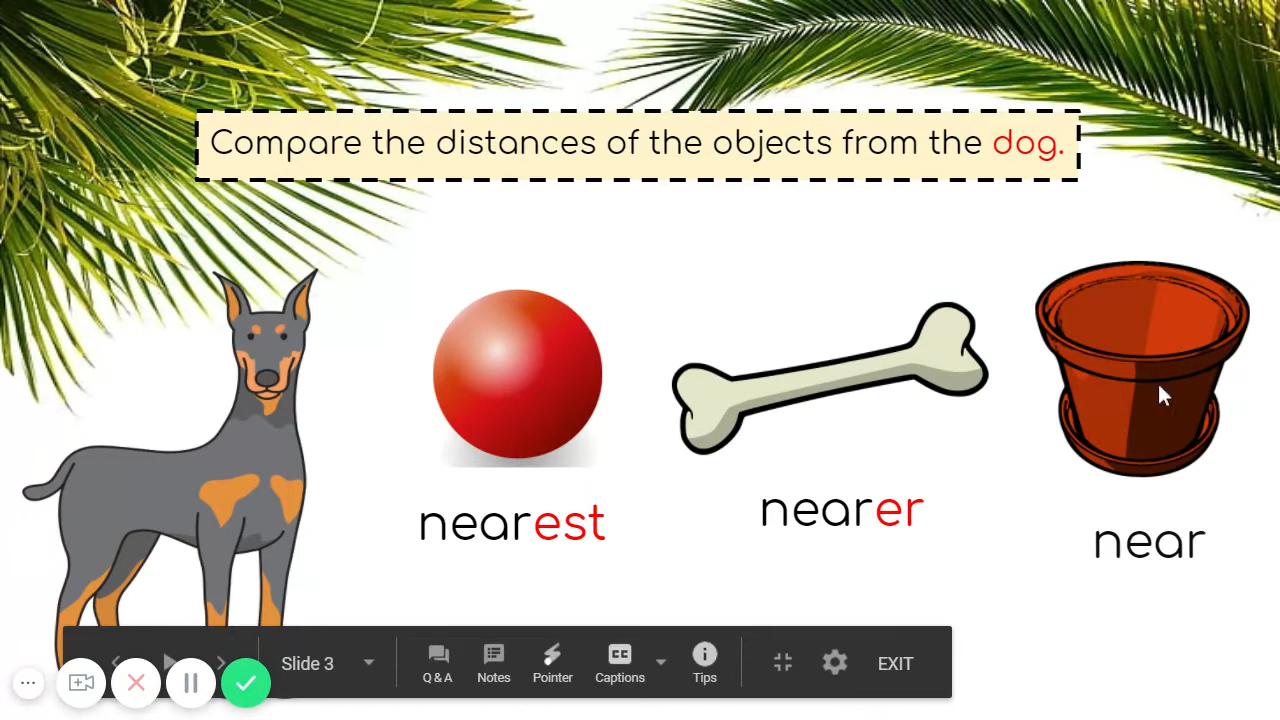 Compare the distances of the objects from the dog.
nearest
nearer
near
Slide 3
Q & A
Notes
Pointer
CC
Captions
Tips
EXIT